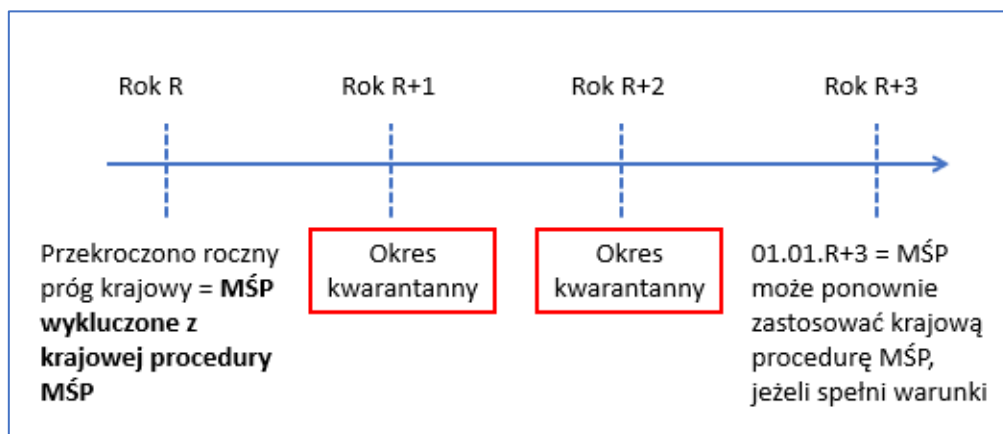 Rok R
Rok R+1
Rok R+2
Rok R+3
Przekroczono roczny
próg krajowy = MŚP
wykluczone z
krajowej procedury
MŚP
Okres
kwarantanny
Okres
kwarantanny
01.01.R+3 = MŚP
może ponownie
zastosować krajową
procedurę MŚP,
jeżeli spełni warunki